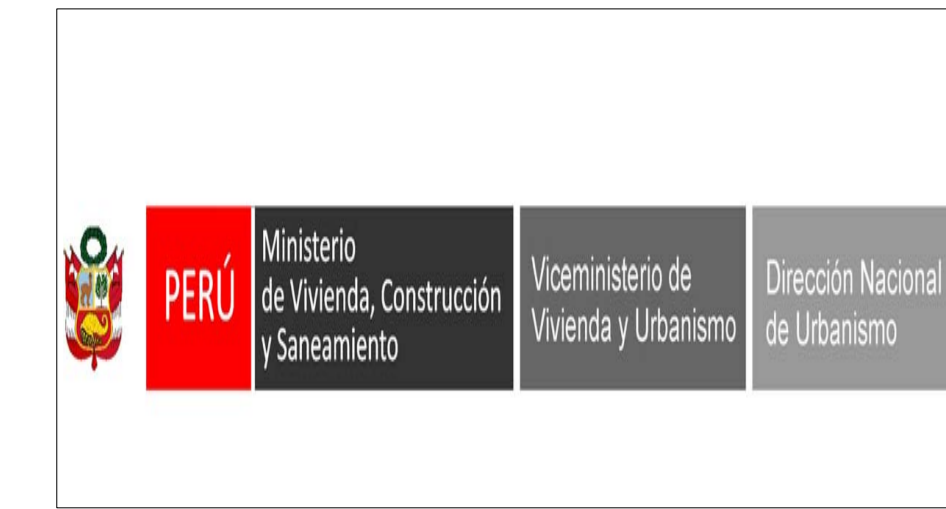 PERÚ
Ministerio
de Vivienda, Construcción
y Saneamiento
Viceministerio de
Vivienda y Urbanismo
Dirección Nacional
de Urbanismo